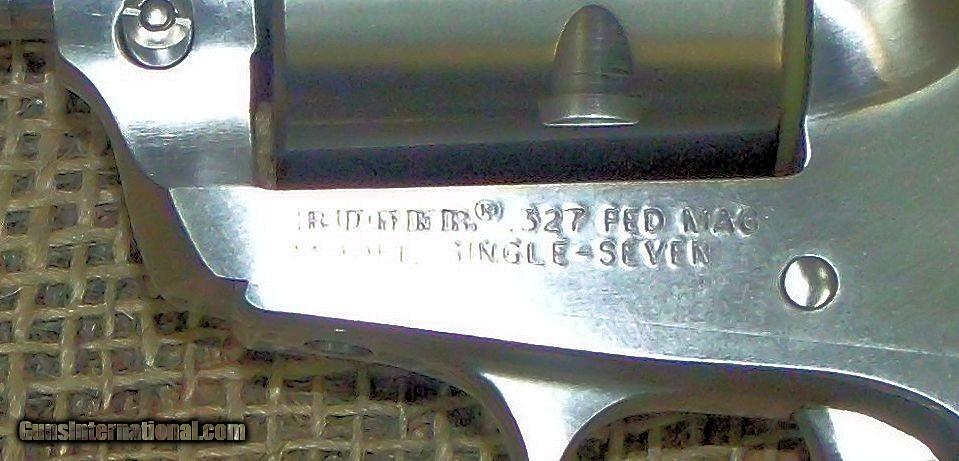 RUGER® .327 FED MAG
SINGLE-SEVEN
GunsInternational.com